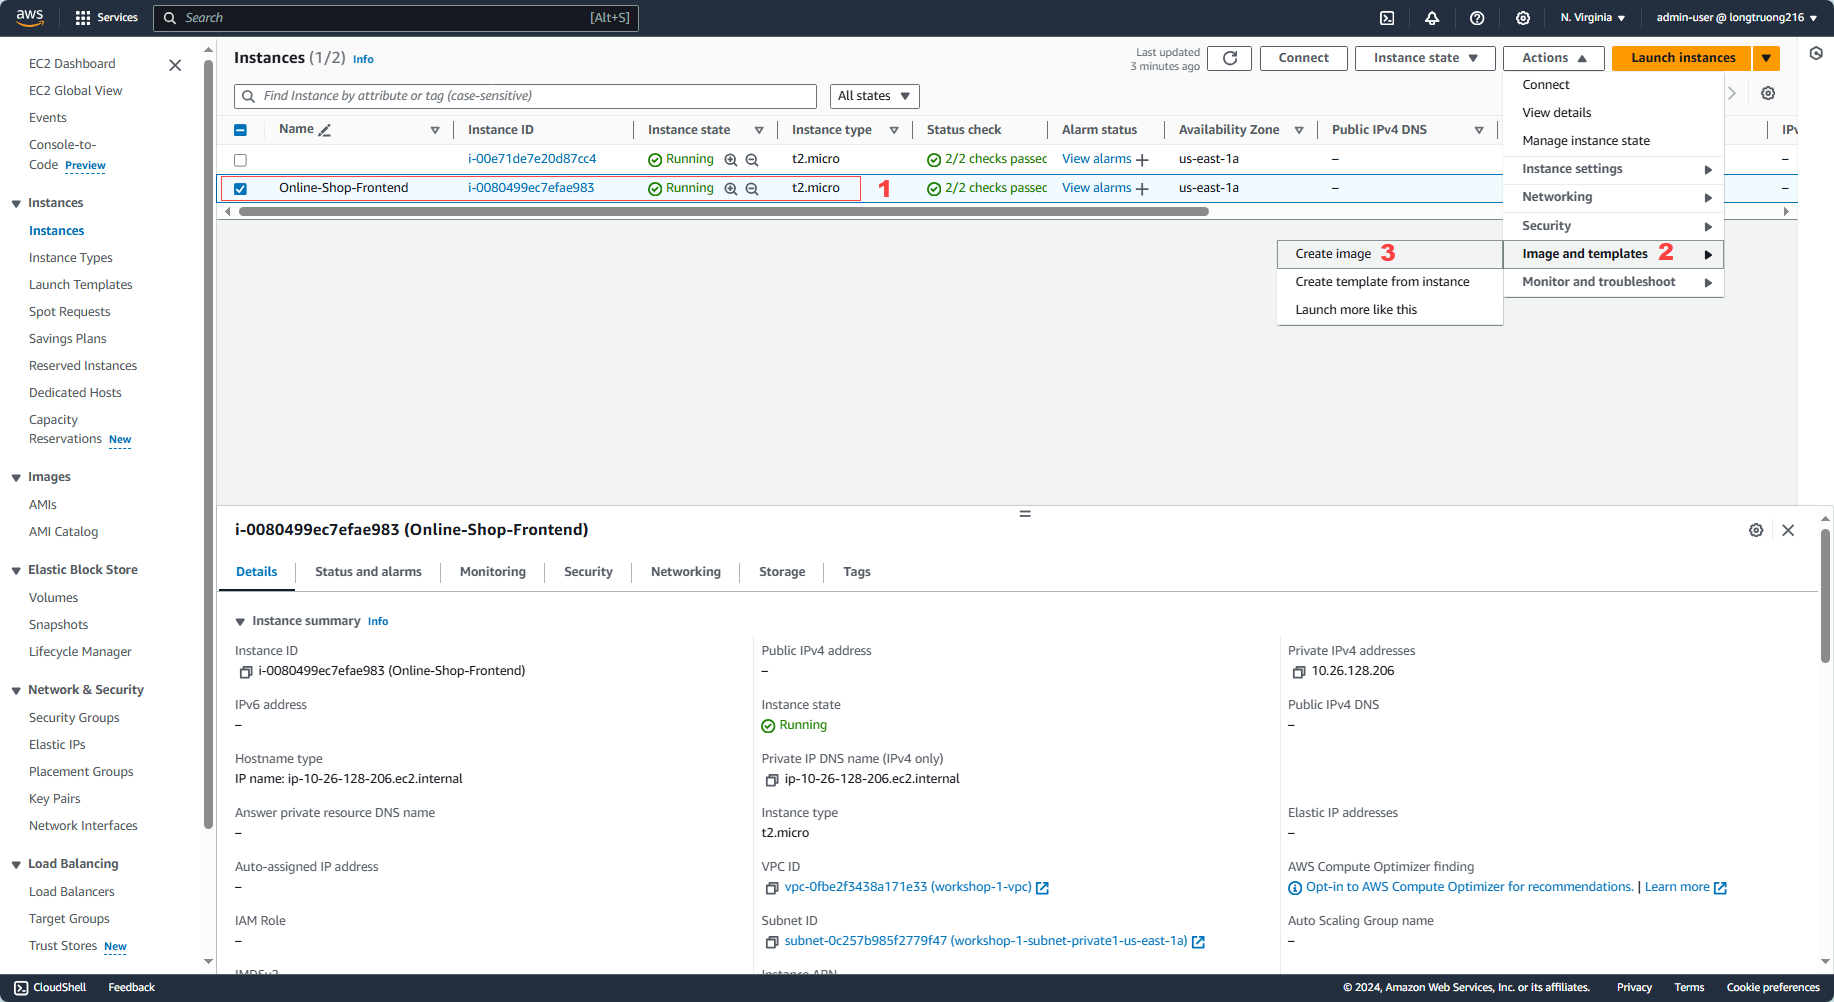 aws
Services
Search
[Alt+S]
N. Virginia
admin-user @ longtruong216
EC2 Dashboard
EC2 Global View
Events
Console-to-
Code Preview
Instances
Instances
Instance Types
Launch Templates
Spot Requests
Savings Plans
Reserved Instances
Dedicated Hosts
Capacity
Reservations New
Images
AMIs
AMI Catalog
Elastic Block Store
Volumes
Snapshots
Lifecycle Manager
Network & Security
Security Groups
Elastic IPs
Placement Groups
Key Pairs
Network Interfaces
Load Balancing
Load Balancers
Target Groups
Trust Stores New
Instances (1/2) Info
Last updated
3 minutes ago
Connect
Instance state
Actions
Launch instances
Find Instance by attribute or tag (case-sensitive)
All states
Name
Instance ID
Instance state
Instance type
Status check
Alarm status
Availability Zone
Public IPv4 DNS
i-00e71de7e20d87cc4
Running
t2.micro
2/2 checks passec
View alarms
us-east-1a
–
–
Online-Shop-Frontend
i-0080499ec7efae983
Running
t2.micro
1
2/2 checks passec
View alarms
us-east-1a
–
–
Connect
View details
Manage instance state
Instance settings
Networking
Security
Image and templates 2
Monitor and troubleshoot
Create image 3
Create template from instance
Launch more like this
i-0080499ec7efae983 (Online-Shop-Frontend)
Details
Status and alarms
Monitoring
Security
Networking
Storage
Tags
Instance summary Info
Instance ID
i-0080499ec7efae983 (Online-Shop-Frontend)
Public IPv4 address
–
Private IPv4 addresses
10.26.128.206
IPv6 address
–
Instance state
Running
Public IPv4 DNS
–
Hostname type
IP name: ip-10-26-128-206.ec2.internal
Private IP DNS name (IPv4 only)
ip-10-26-128-206.ec2.internal
Answer private resource DNS name
–
Instance type
t2.micro
Elastic IP addresses
–
Auto-assigned IP address
–
VPC ID
vpc-0fbe2f3438a171e33 (workshop-1-vpc)
AWS Compute Optimizer finding
Opt-in to AWS Compute Optimizer for recommendations. | Learn more
IAM Role
–
Subnet ID
subnet-0c257b985f2779f47 (workshop-1-subnet-private1-us-east-1a)
Auto Scaling Group name
–
CloudShell
Feedback
© 2024, Amazon Web Services, Inc. or its affiliates.
Privacy
Terms
Cookie preferences